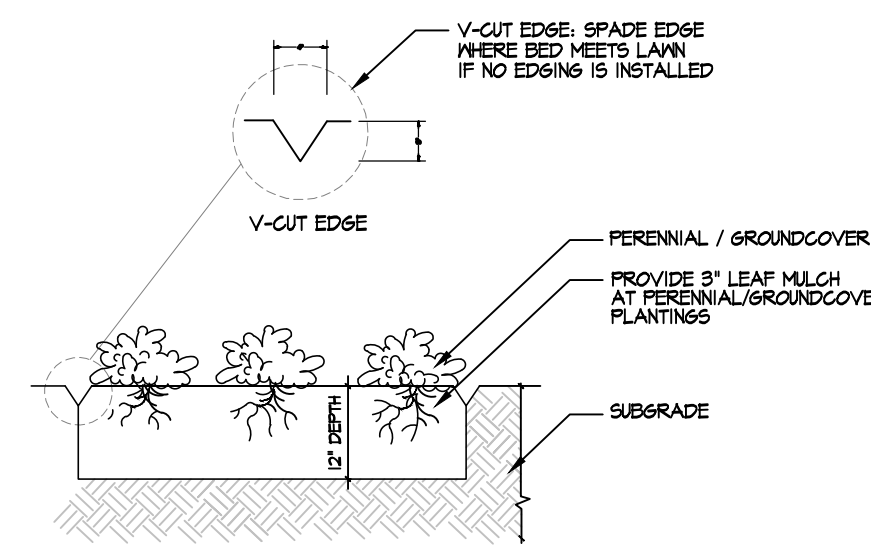 V-CUT EDGE: SPADE EDGE
WHERE BED MEETS LAWN
IF NO EDGING IS INSTALLED
V-CUT EDGE
PERENNIAL / GROUNDCOVER
PROVIDE 3" LEAF MULCH
AT PERENNIAL/GROUNDCOVE
PLANTINGS
12" DEPTH
SUBGRADE